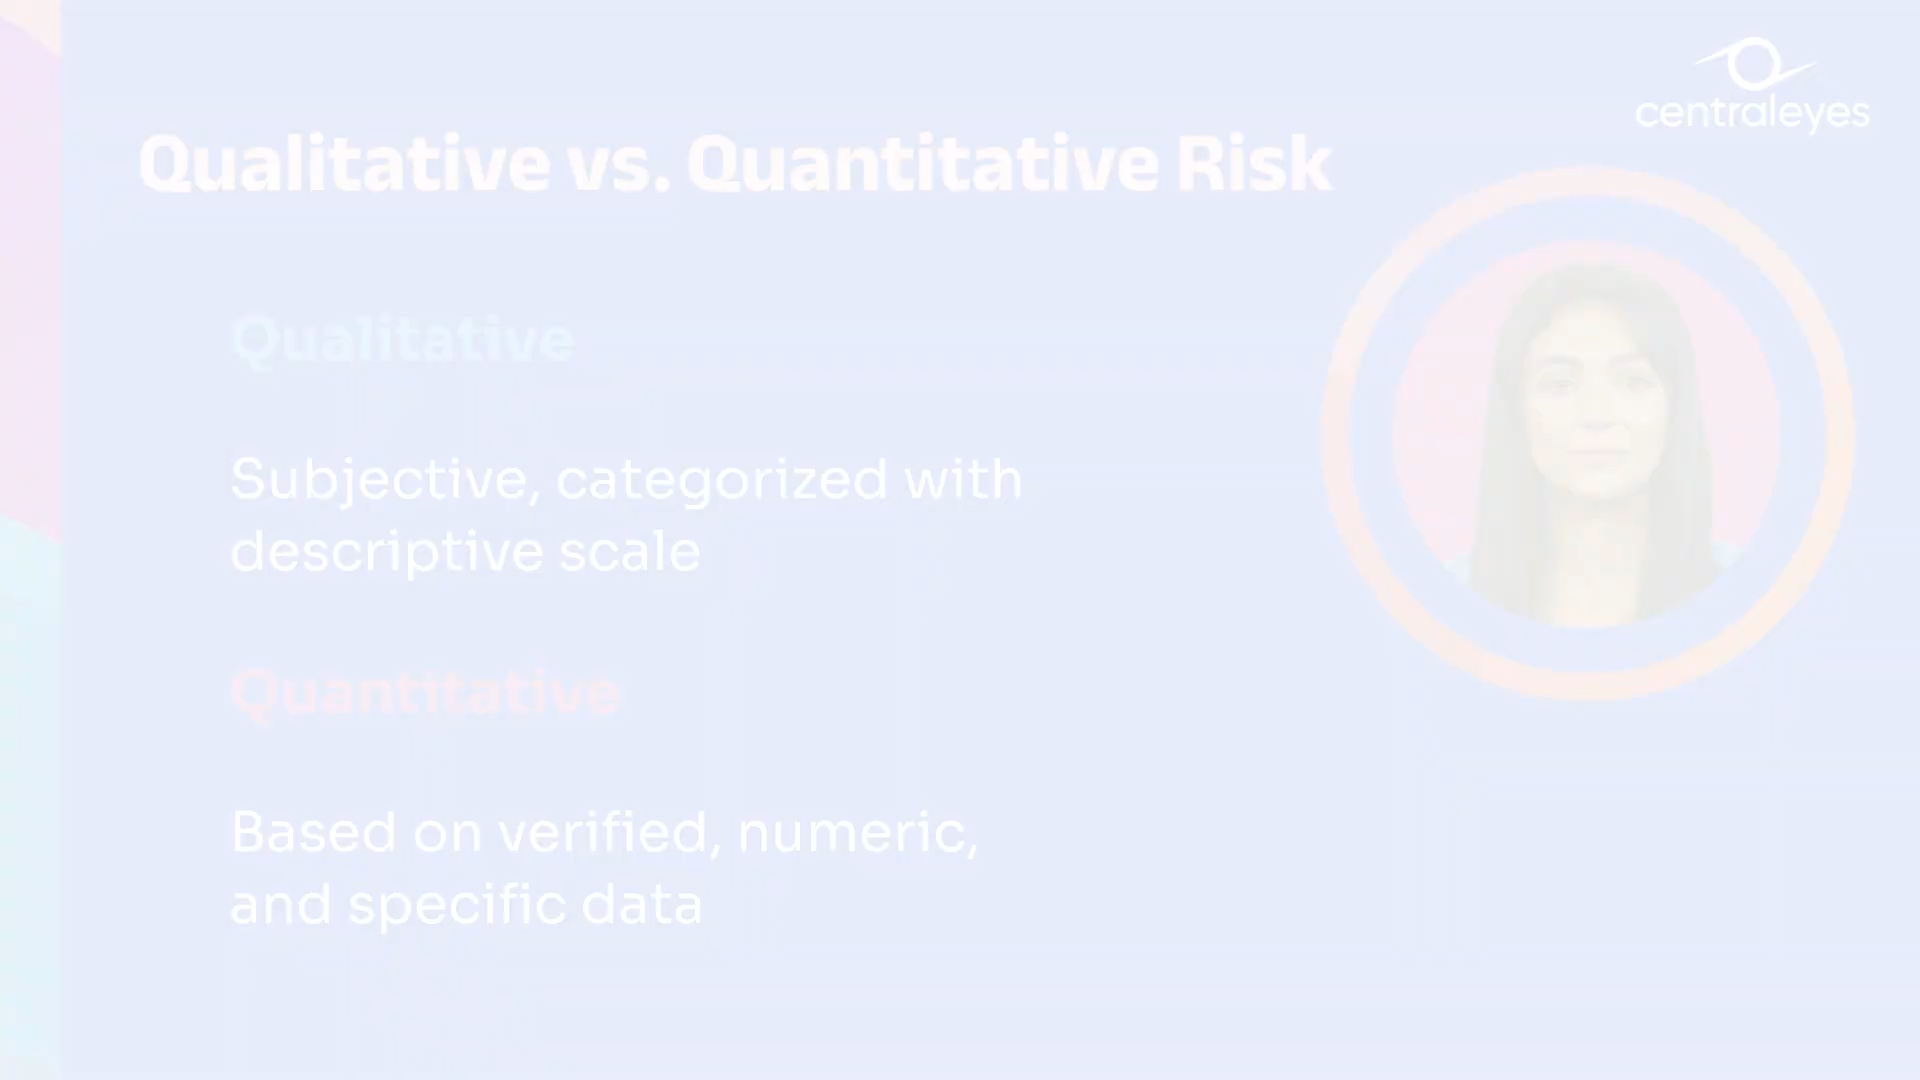 centraleyes
Qualitative vs. Quantitative Risk
Qualitative
Subjective, categorized with
descriptive scale
Quantitative
Based on verified, numeric,
and specific data